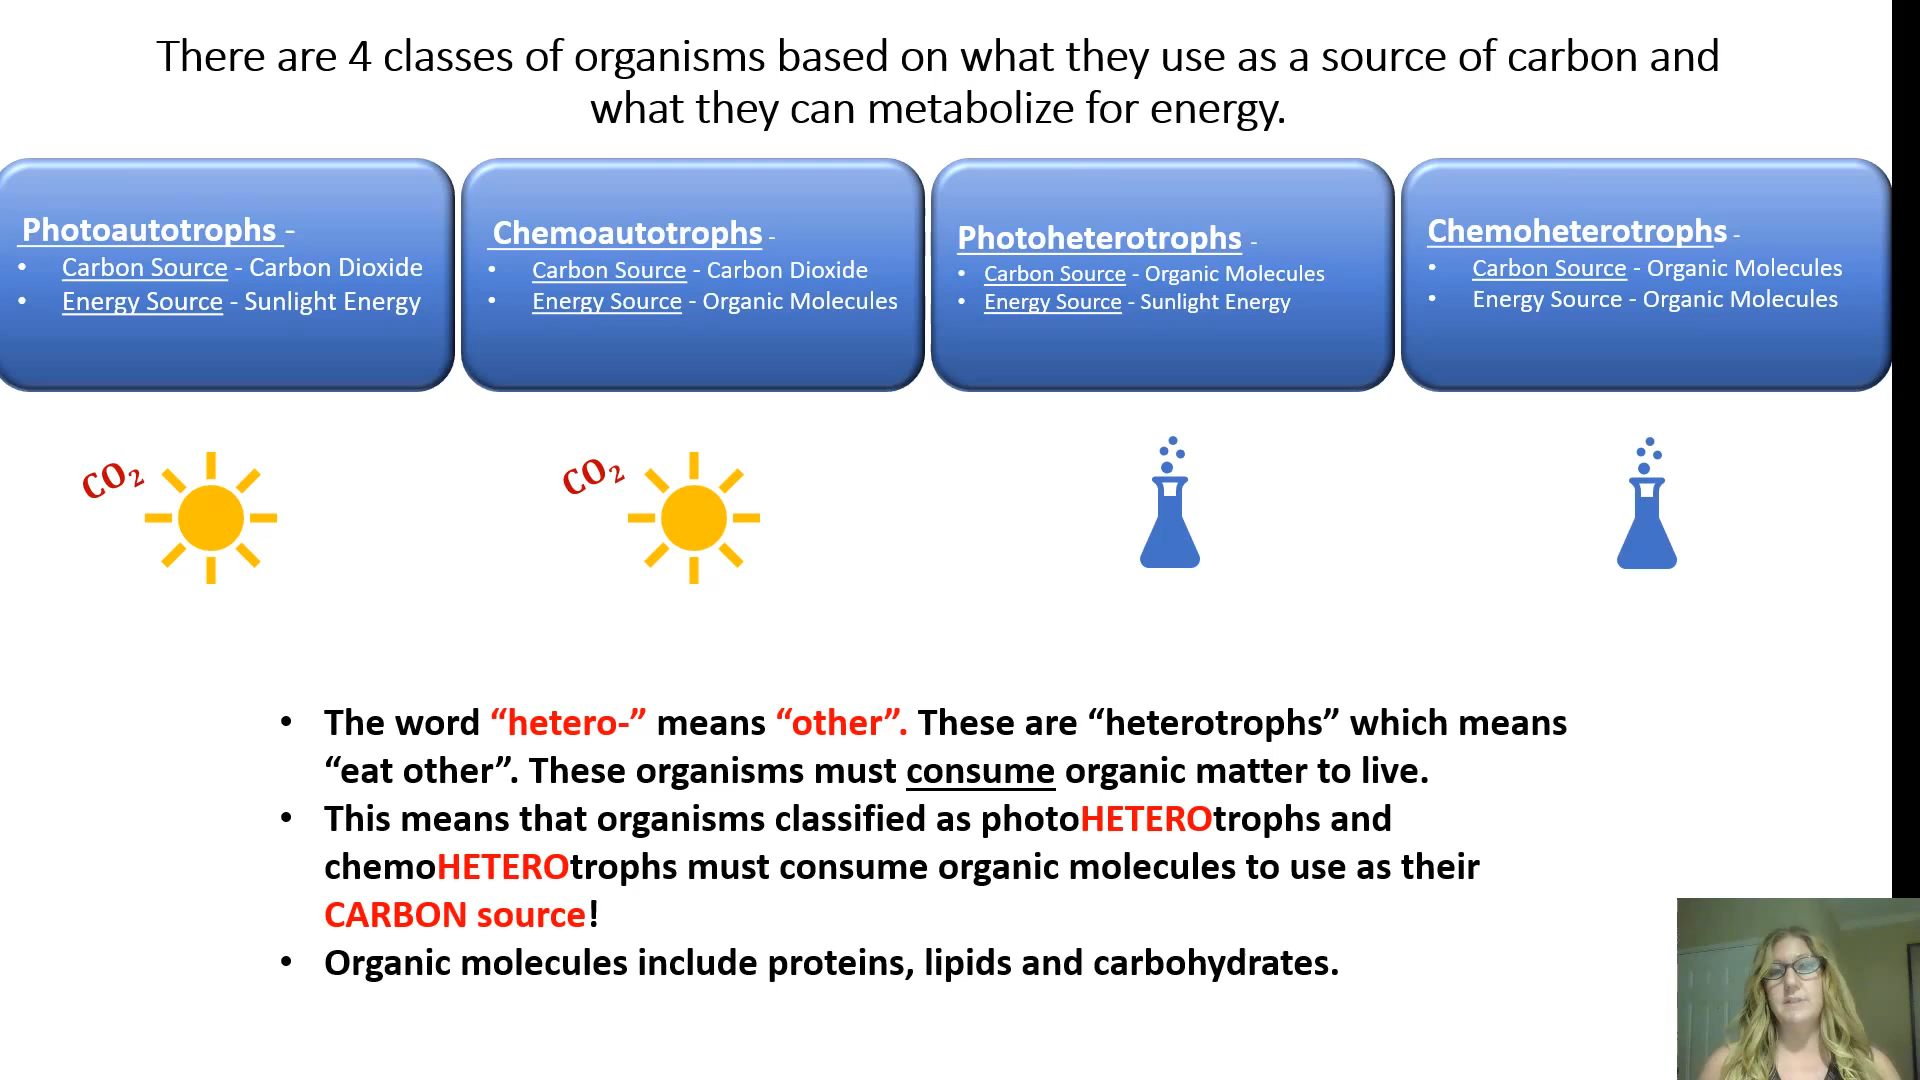 There are 4 classes of organisms based on what they use as a source of carbon and
what they can metabolize for energy.
Photoautotrophs -
• Carbon Source - Carbon Dioxide
• Energy Source - Sunlight Energy
Chemoautotrophs -
• Carbon Source - Carbon Dioxide
• Energy Source - Organic Molecules
Photoheterotrophs -
• Carbon Source - Organic Molecules
• Energy Source - Sunlight Energy
Chemoheterotrophs -
• Carbon Source - Organic Molecules
• Energy Source - Organic Molecules
CO₂
CO₂
• The word “hetero-” means “other”. These are “heterotrophs” which means
“eat other”. These organisms must consume organic matter to live.
• This means that organisms classified as photoHETEROtrophs and
chemoHETEROtrophs must consume organic molecules to use as their
CARBON source!
• Organic molecules include proteins, lipids and carbohydrates.